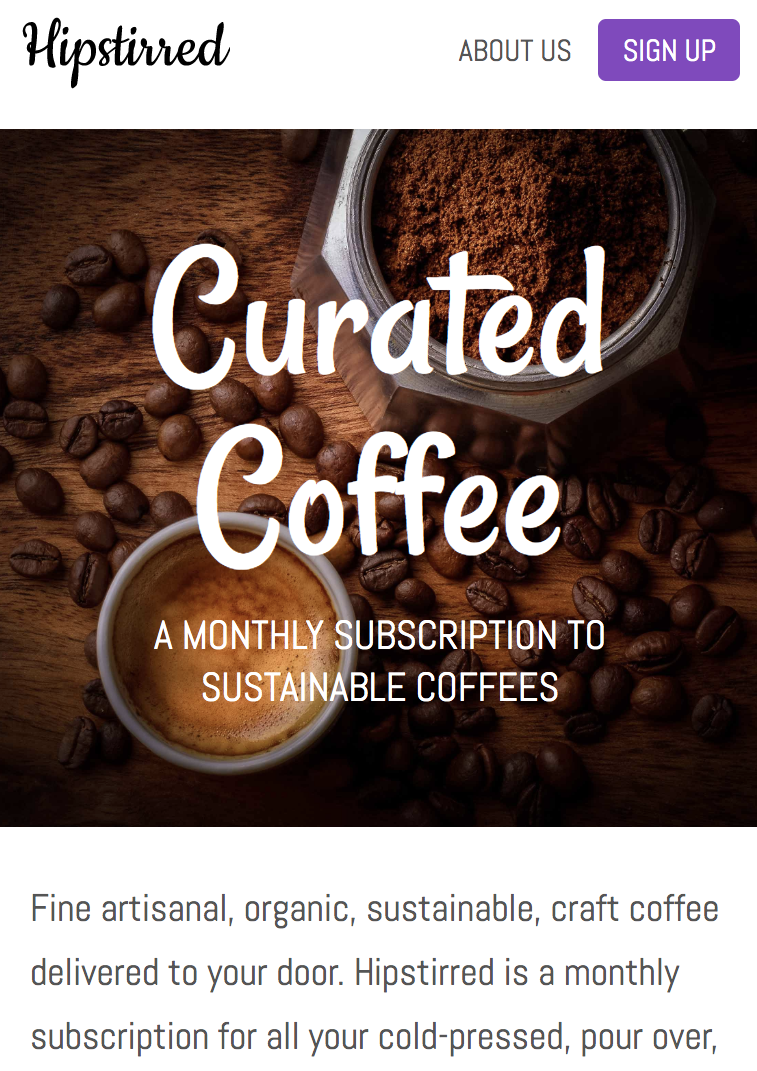 Hipstirred
ABOUT US
SIGN UP
Curated
Coffee
A MONTHLY SUBSCRIPTION TO
SUSTAINABLE COFFEES
Fine artisanal, organic, sustainable, craft coffee
delivered to your door. Hipstirred is a monthly
subscription for all your cold-pressed, pour over,